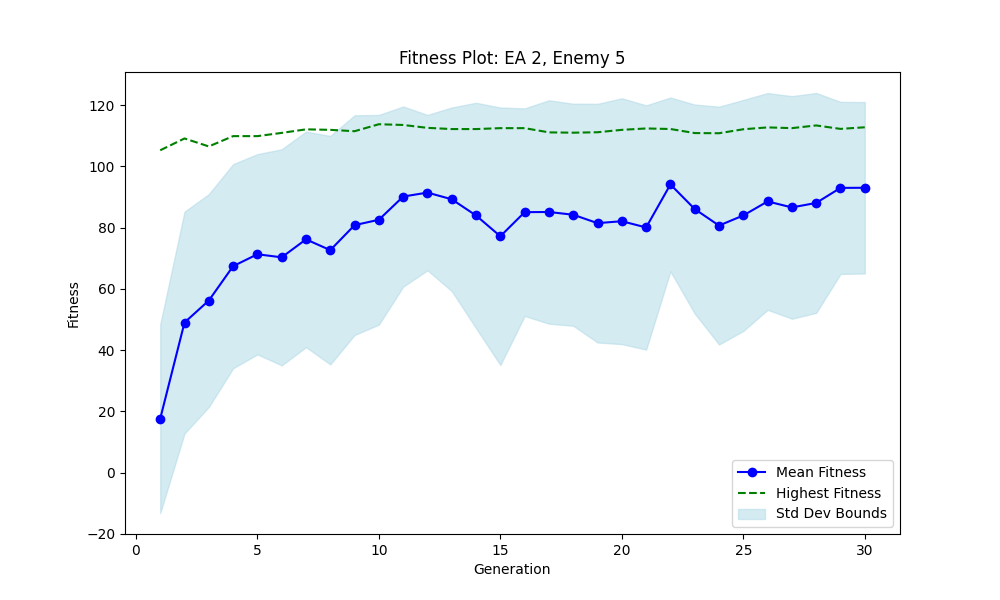 Fitness Plot: EA 2, Enemy 5
120
100
80
60
40
20
0
−20
Fitness
Mean Fitness
Highest Fitness
Std Dev Bounds
0 5 10 15 20 25 30
Generation